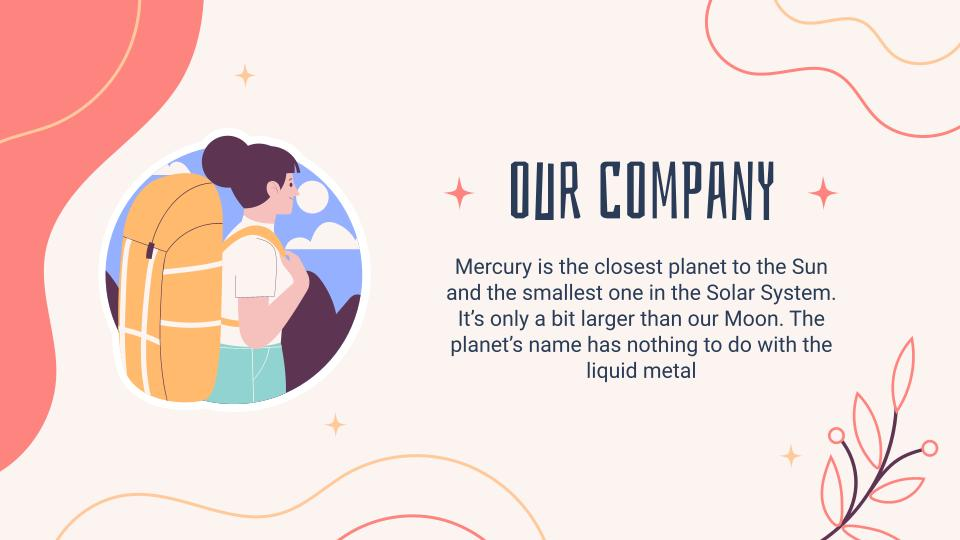 OUR COMPANY
Mercury is the closest planet to the Sun
and the smallest one in the Solar System.
It’s only a bit larger than our Moon. The
planet’s name has nothing to do with the
liquid metal